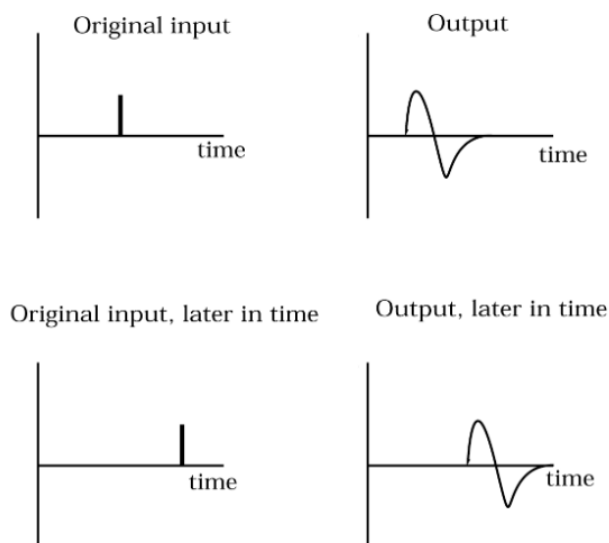 Original input
Output
time
time
Original input, later in time
Output, later in time
time
time